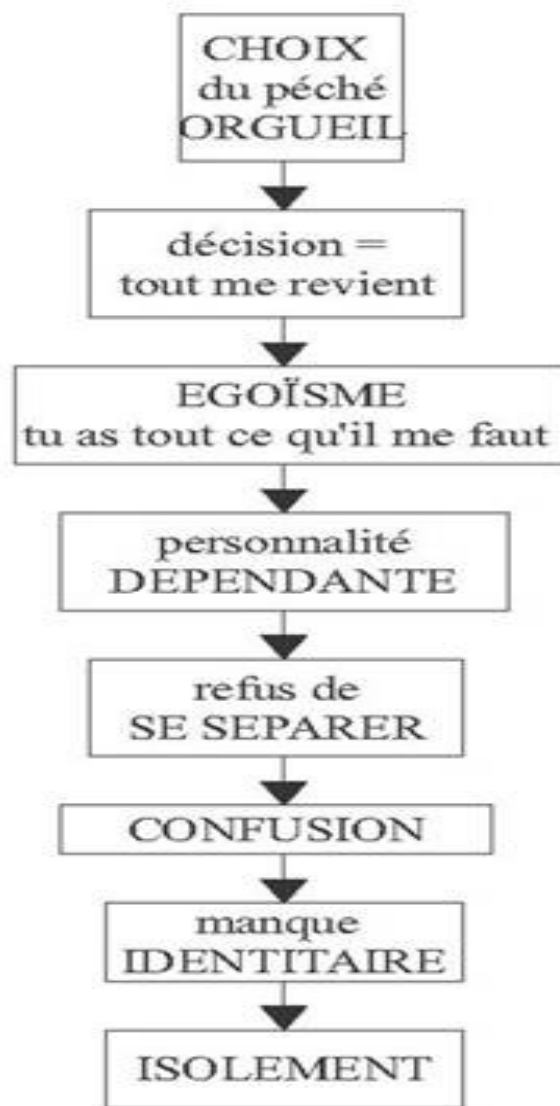 CHOIX
du péché
ORGUEIL
décision =
tout me revient
EGOÏSME
tu as tout ce qu'il me faut
personnalité
DEPENDANTE
refus de
SE SEPARER
CONFUSION
manque
IDENTITAIRE
ISOLEMENT